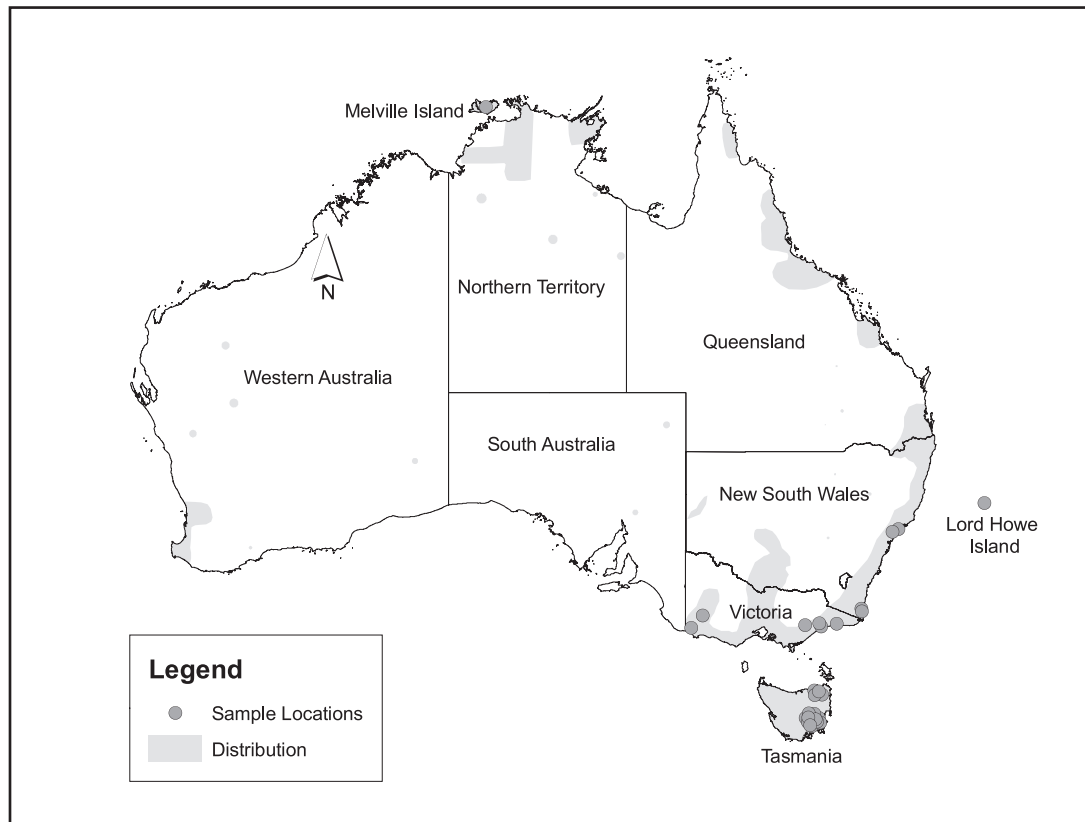 Melville Island
N
Northern Territory
Queensland
Western Australia
South Australia
New South Wales
Lord Howe
Island
Victoria
Legend
Sample Locations
Distribution
Tasmania